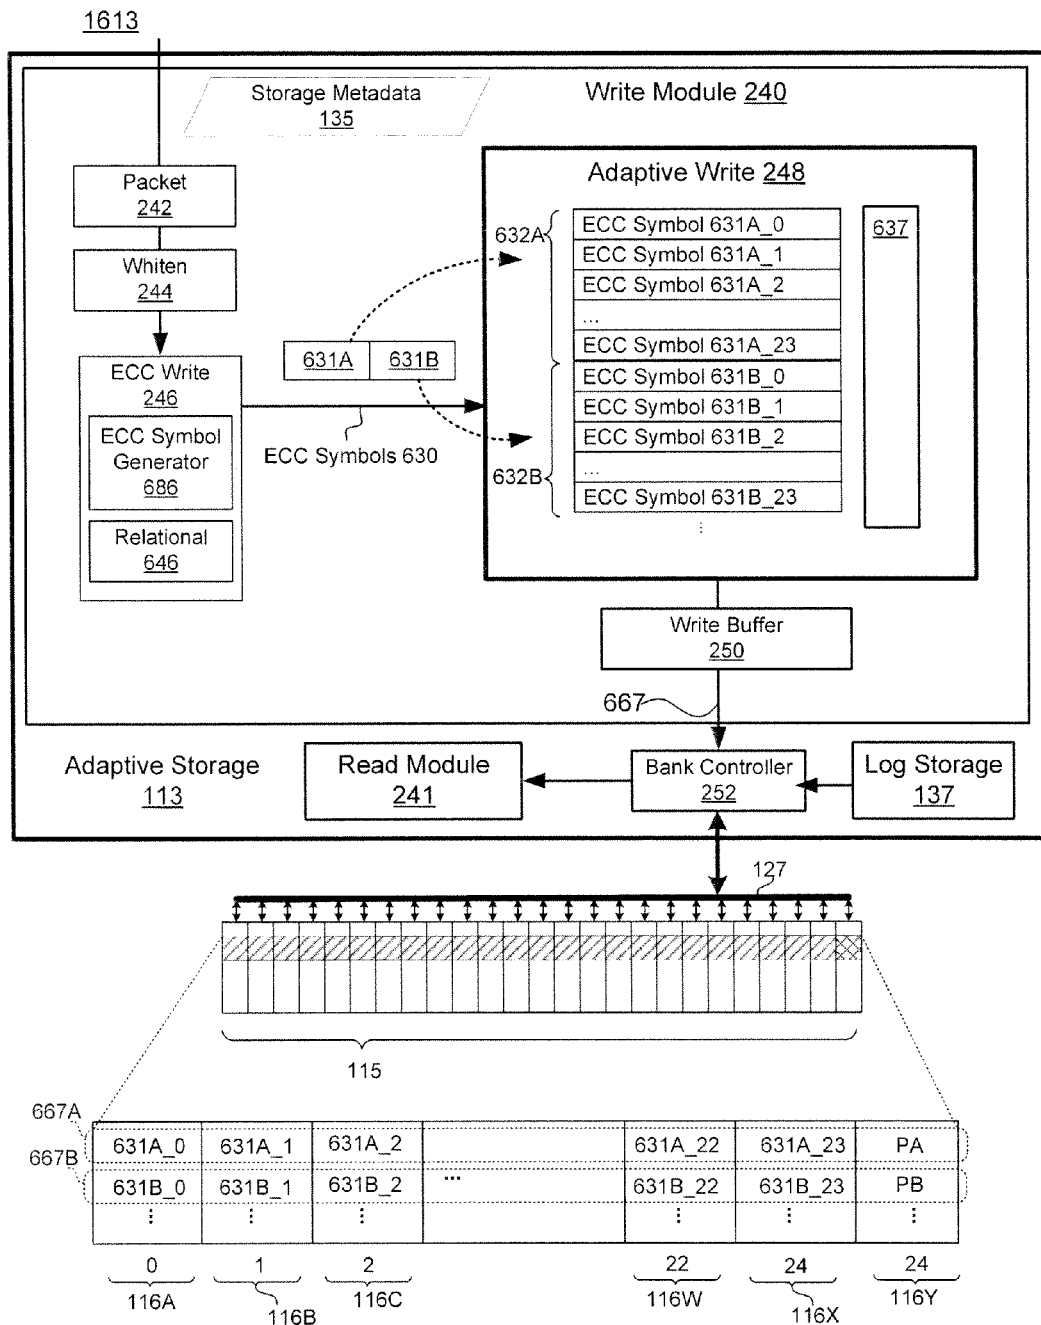 1613
Storage Metadata
135
Write Module 240
Packet
242
Whiten
244
ECC Write
246
ECC Symbol
Generator
686
Relational
646
631A 631B
ECC Symbols 630
Adaptive Write 248
632A
ECC Symbol 631A_0
ECC Symbol 631A_1
ECC Symbol 631A_2
...
ECC Symbol 631A_23
ECC Symbol 631B_0
ECC Symbol 631B_1
ECC Symbol 631B_2
632B
...
ECC Symbol 631B_23
...
637
Write Buffer
250
667
Adaptive Storage
113
Read Module
241
Bank Controller
252
Log Storage
137
127
115
667A
631A_0 631A_1 631A_2 631A_22 631A_23 PA
667B
631B_0 631B_1 631B_2 ... 631B_22 631B_23 PB
⋮ ⋮ ⋮ ⋮ ⋮ ⋮
0 1 2 22 24 24
116A 116B 116C 116W 116X 116Y